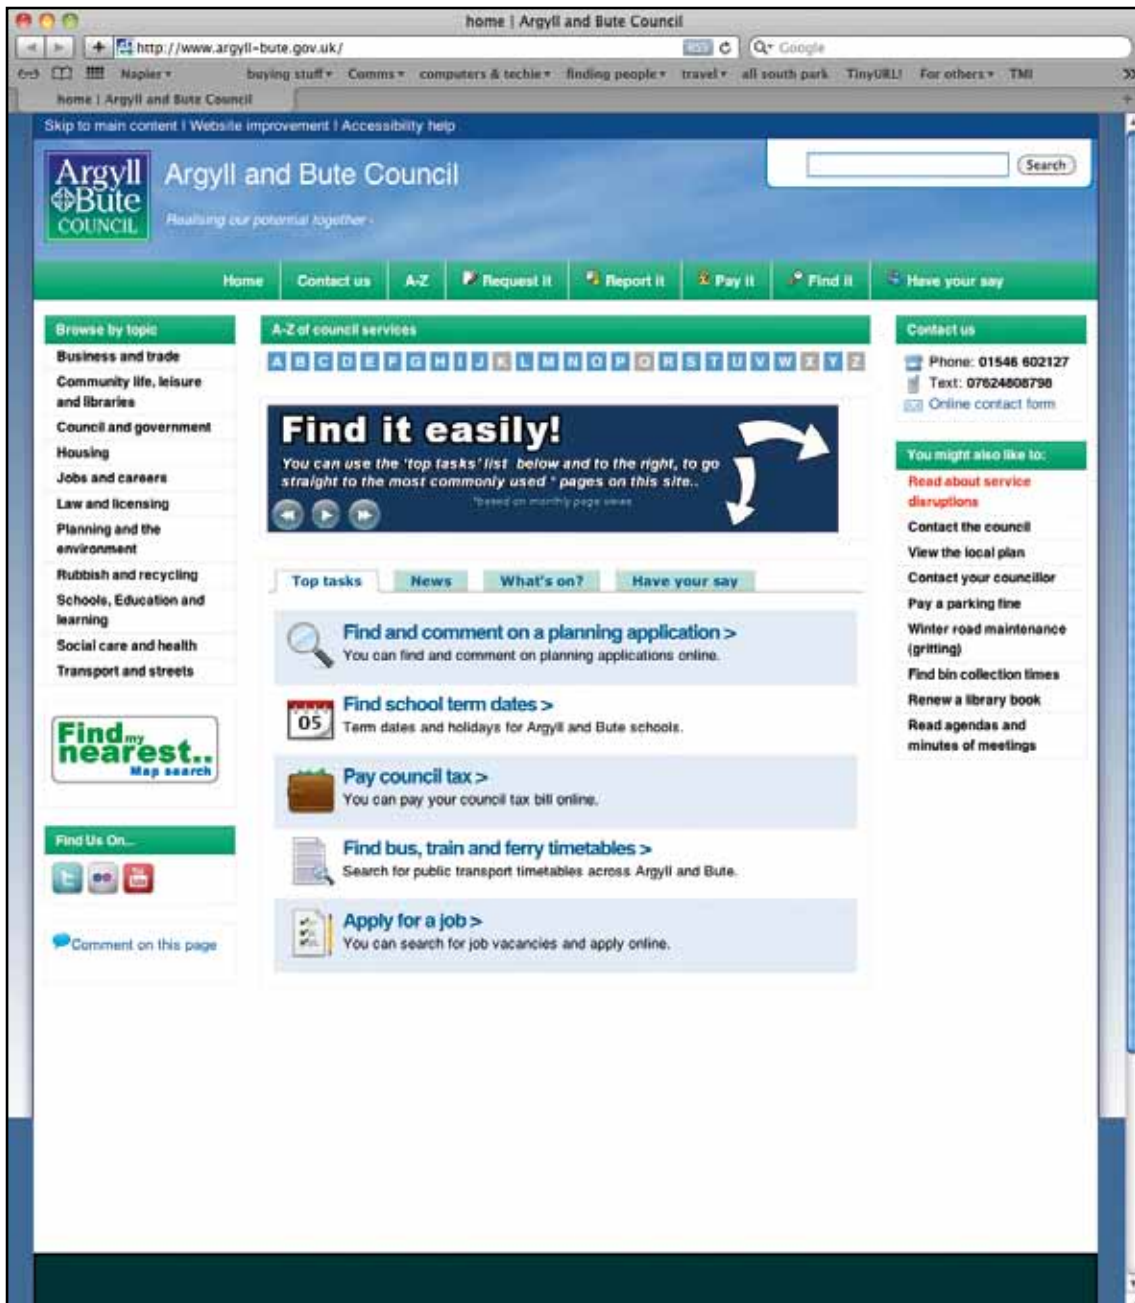 home | Argyll and Bute Council
http://www.argyll-bute.gov.uk/
RSS
Google
Napier
buying stuff
Comms
computers & techie
finding people
travel
all south park
TinyURL!
For others
TMI
home | Argyll and Bute Council
Skip to main content | Website improvement | Accessibility help
Argyll
Bute
COUNCIL
Argyll and Bute Council
Realising our potential together
Search
Home
Contact us
A-Z
Request it
Report it
Pay it
Find it
Have your say
Browse by topic
Business and trade
Community life, leisure
and libraries
Council and government
Housing
Jobs and careers
Law and licensing
Planning and the
environment
Rubbish and recycling
Schools, Education and
learning
Social care and health
Transport and streets
Find my
nearest..
Map search
Find Us On...
t
You
Comment on this page
A-Z of council services
A B C D E F G H I J K L M N O P Q R S T U V W X Y Z
Find it easily!
You can use the 'top tasks' list below and to the right, to go
straight to the most commonly used * pages on this site..
*based on monthly page views
Top tasks
News
What's on?
Have your say
Find and comment on a planning application >
You can find and comment on planning applications online.
05
Find school term dates >
Term dates and holidays for Argyll and Bute schools.
Pay council tax >
You can pay your council tax bill online.
Find bus, train and ferry timetables >
Search for public transport timetables across Argyll and Bute.
Apply for a job >
You can search for job vacancies and apply online.
Contact us
Phone: 01546 602127
Text: 07624808798
Online contact form
You might also like to:
Read about service
disruptions
Contact the council
View the local plan
Contact your councillor
Pay a parking fine
Winter road maintenance
(gritting)
Find bin collection times
Renew a library book
Read agendas and
minutes of meetings